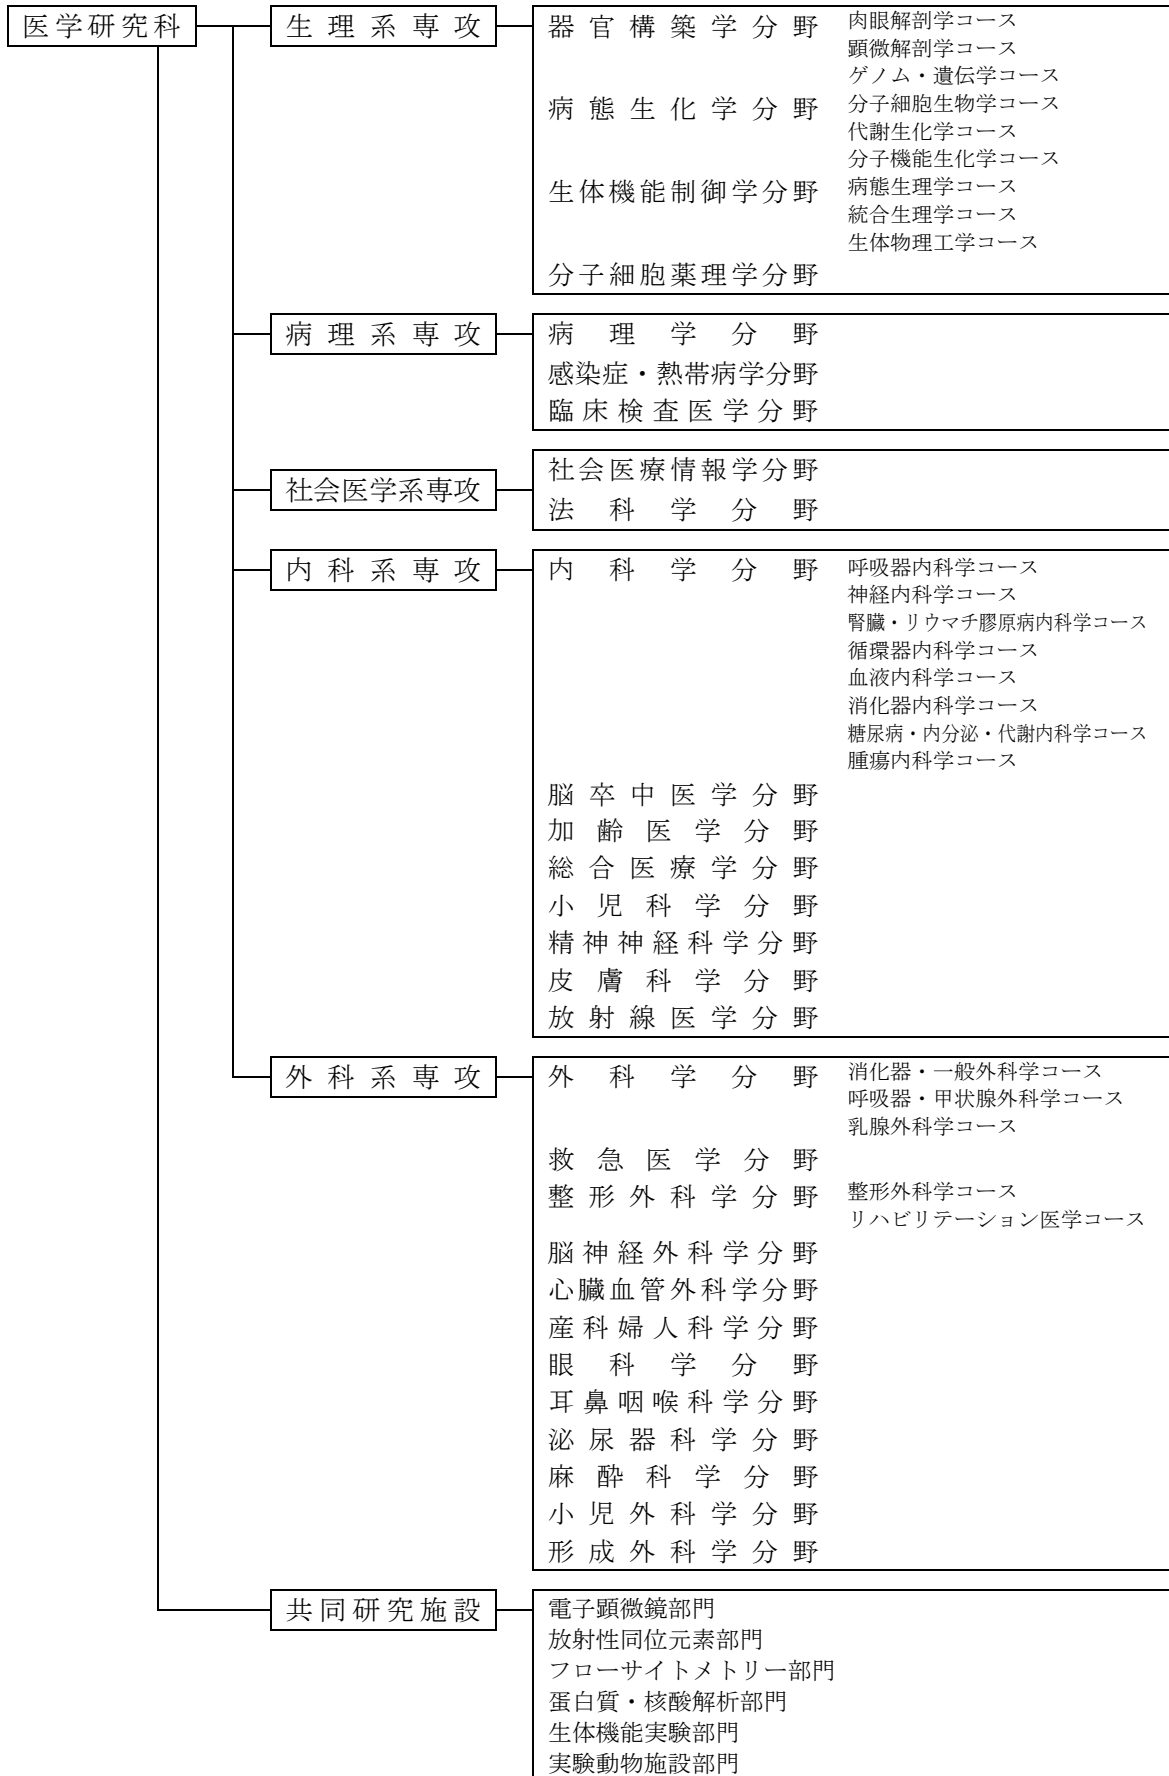 医学研究科
生理系専攻
器官構築学分野
肉眼解剖学コース
顕微解剖学コース
ゲノム・遺伝学コース
病態生化学分野
分子細胞生物学コース
代謝生化学コース
分子機能生化学コース
生体機能制御学分野
病態生理学コース
統合生理学コース
生体物理工学コース
分子細胞薬理学分野
病理系専攻
病理学分野
感染症・熱帯病学分野
臨床検査医学分野
社会医学系専攻
社会医療情報学分野
法科学分野
内科系専攻
内科学分野
呼吸器内科学コース
神経内科学コース
腎臓・リウマチ膠原病内科学コース
循環器内科学コース
血液内科学コース
消化器内科学コース
糖尿病・内分泌・代謝内科学コース
腫瘍内科学コース
脳卒中医学分野
加齢医学分野
総合医療学分野
小児科学分野
精神神経科学分野
皮膚科学分野
放射線医学分野
外科系専攻
外科学分野
消化器・一般外科学コース
呼吸器・甲状腺外科学コース
乳腺外科学コース
救急医学分野
整形外科学分野
整形外科学コース
リハビリテーション医学コース
脳神経外科学分野
心臓血管外科学分野
産科婦人科学分野
眼科学分野
耳鼻咽喉科学分野
泌尿器科学分野
麻酔科学分野
小児外科学分野
形成外科学分野
共同研究施設
電子顕微鏡部門
放射性同位元素部門
フローサイトメトリー部門
蛋白質・核酸解析部門
生体機能実験部門
実験動物施設部門